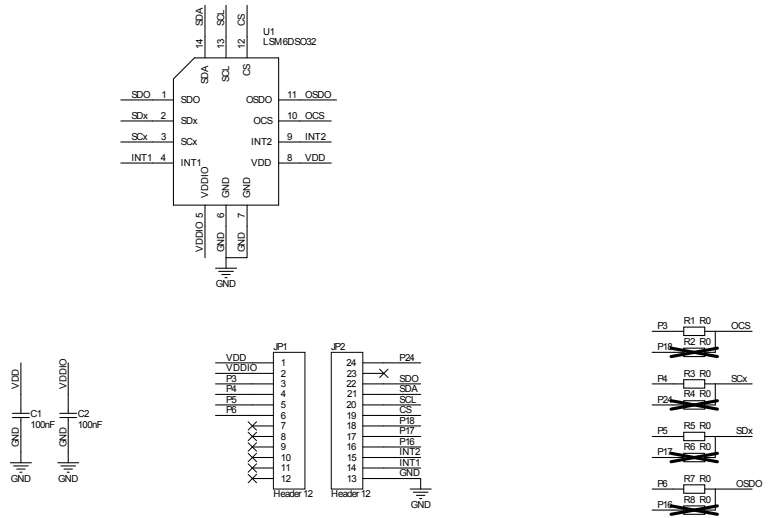 SDA SCL CS
14 13 12
U1
LSM6DSO32
SDA SCL CS
SDO 1 SDO OSDO 11 OSDO
SDx 2 SDx OCS 10 OCS
SCx 3 SCx INT2 9 INT2
INT1 4 INT1 VDD 8 VDD
VDDIO GND GND
5 6 7
VDDIO GND GND
GND
VDD
C1
100nF
GND
GND
VDDIO
C2
100nF
GND
GND
JP1
VDD 1
VDDIO 2
P3 3
P4 4
P5 5
P6 6
7
8
9
10
11
12
Header 12
JP2
24 P24
23
22 SDO
21 SDA
20 SCL
19 CS
18 P18
17 P17
16 P16
15 INT2
14 INT1
13 GND
Header 12
GND
P3 R1 R0 OCS
P18 R2 R0
P4 R3 R0 SCx
P24 R4 R0
P5 R5 R0 SDx
P17 R6 R0
P6 R7 R0 OSDO
P16 R8 R0